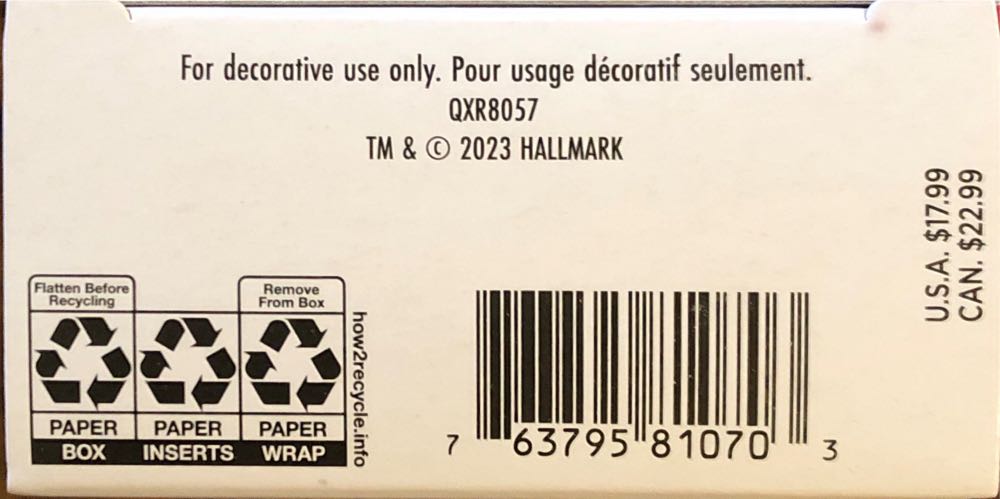 For decorative use only. Pour usage décoratif seulement.
QXR8057
TM & © 2023 HALLMARK
U.S.A. $17.99
CAN. $22.99
Flatten Before
Recycling
Remove
From Box
PAPER
PAPER
PAPER
BOX
INSERTS
WRAP
how2recycle.info
7 63795 81070 3